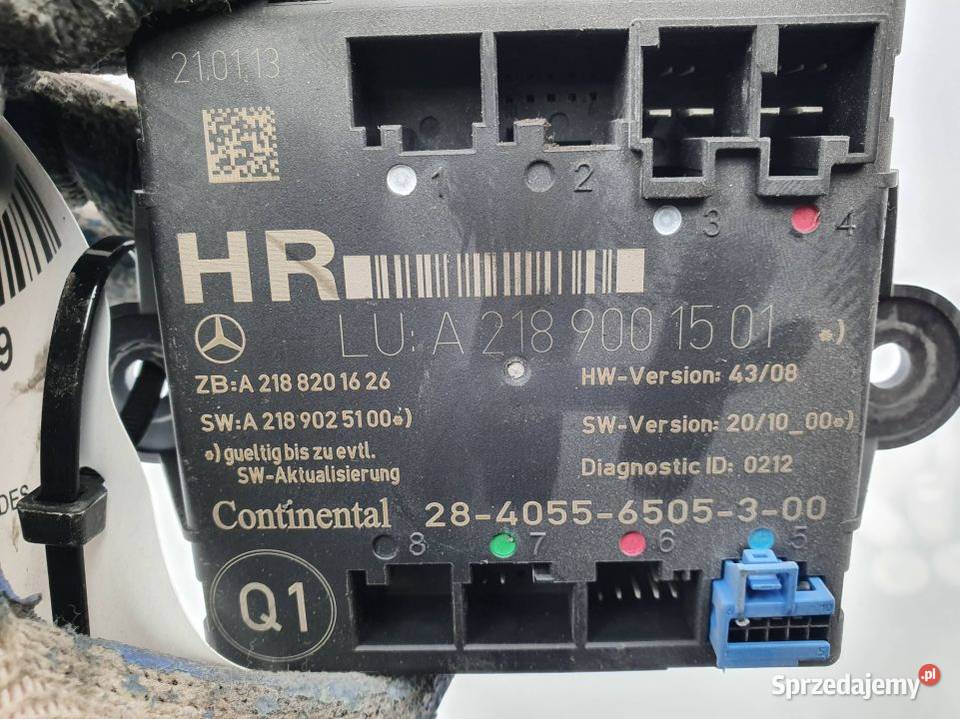 21.01.13
1
2
3
4
HR
LU: A 218 900 15 01 *)
ZB:A 218 820 16 26
HW-Version: 43/08
SW:A 218 902 51 00*)
SW-Version: 20/10_00*)
*) gueltig bis zu evtl.
SW-Aktualisierung
Diagnostic ID: 0212
Continental 28-4055-6505-3-00
8
7
6
5
Q1
9
DES
Sprzedajemy.pl